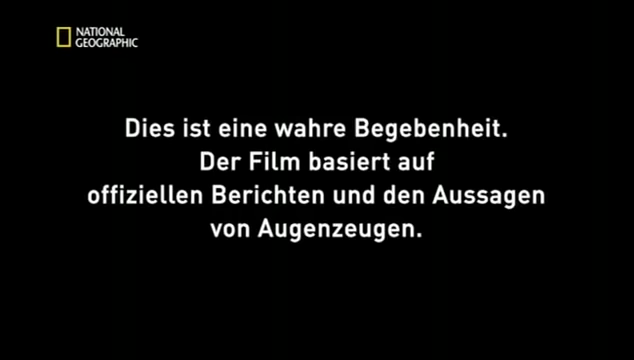 NATIONAL
GEOGRAPHIC
Dies ist eine wahre Begebenheit.
Der Film basiert auf
offiziellen Berichten und den Aussagen
von Augenzeugen.